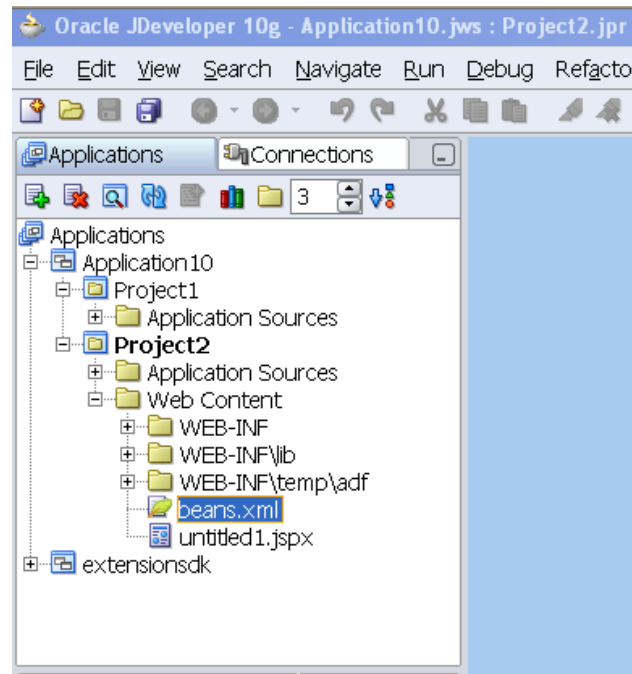 Oracle JDeveloper 10g - Application10.jws : Project2.jpr
File Edit View Search Navigate Run Debug Refacto
Applications Connections
3
Applications
Application10
Project1
Application Sources
Project2
Application Sources
Web Content
WEB-INF
WEB-INF\lib
WEB-INF\temp\adf
beans.xml
untitled1.jspx
extensionsdk